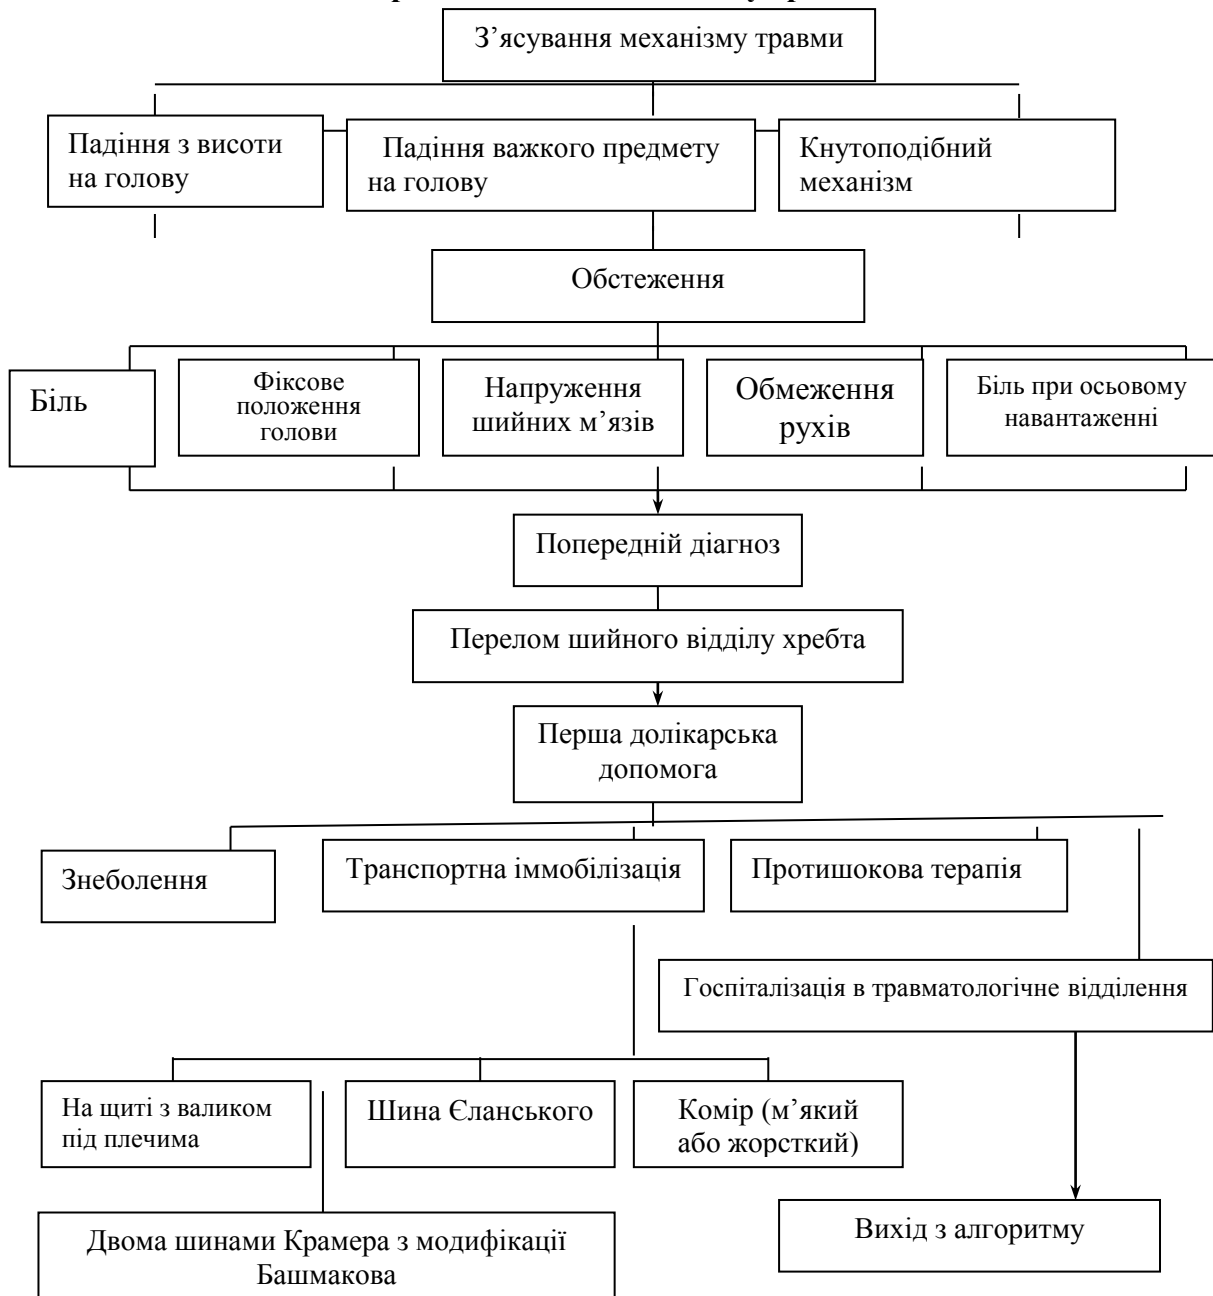 З’ясування механізму травми
Падіння з висоти
на голову
Падіння важкого предмету
на голову
Кнутоподібний
механізм
Обстеження
Біль
Фіксове
положення
голови
Напруження
шийних м’язів
Обмеження
рухів
Біль при осьовому
навантаженні
Попередній діагноз
Перелом шийного відділу хребта
Перша долікарська
допомога
Знеболення
Транспортна іммобілізація
Протишокова терапія
Госпіталізація в травматологічне відділення
На щиті з валиком
під плечима
Шина Єланського
Комір (м’який
або жорсткий)
Двома шинами Крамера з модифікації
Башмакова
Вихід з алгоритму